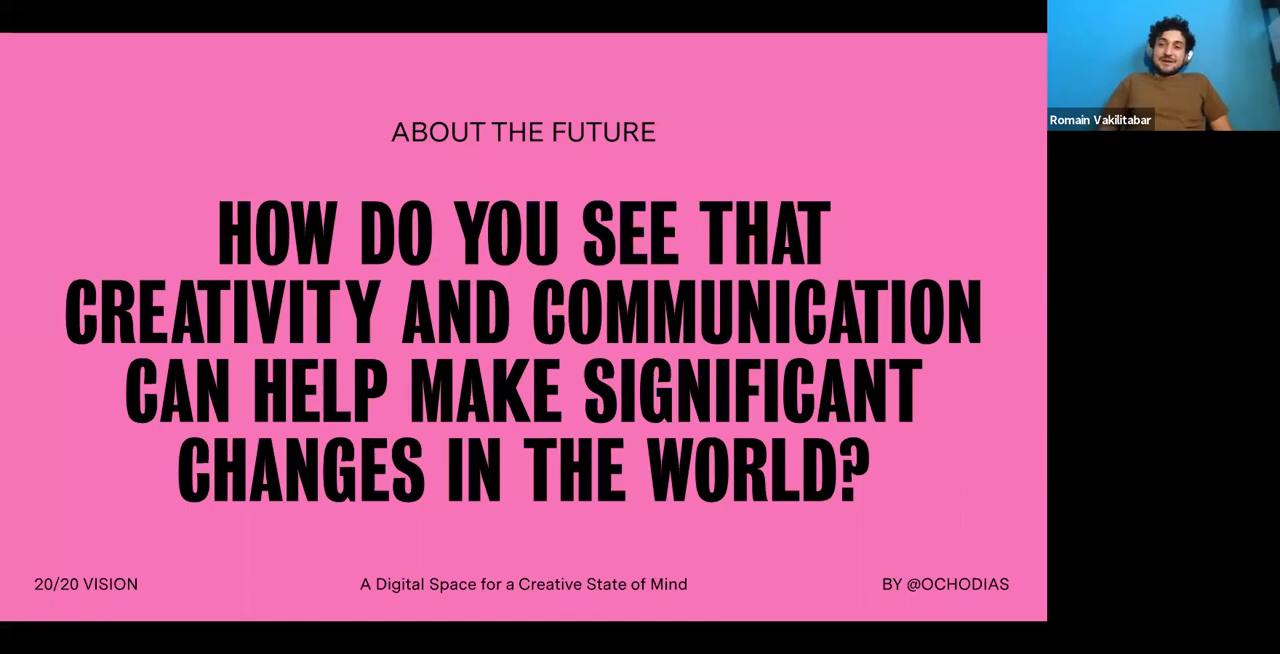 ABOUT THE FUTURE
HOW DO YOU SEE THAT
CREATIVITY AND COMMUNICATION
CAN HELP MAKE SIGNIFICANT
CHANGES IN THE WORLD?
20/20 VISION
A Digital Space for a Creative State of Mind
BY @OCHODIAS
Romain Vakilitabar